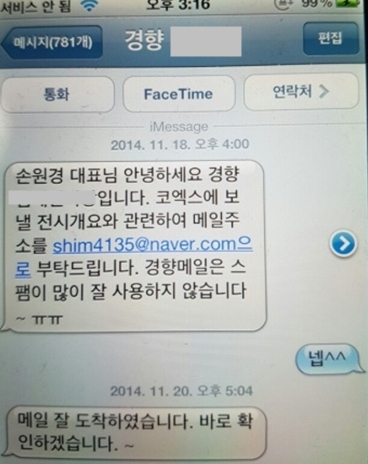 서비스 안 됨 오후 3:16 99%
메시지(781개) 경향 편집
통화 FaceTime 연락처
iMessage
2014. 11. 18. 오후 4:00
손원경 대표님 안녕하세요 경향
입니다. 코엑스에 보
낼 전시개요와 관련하여 메일주
소를 shim4135@naver.com으
로 부탁드립니다. 경향메일은 스
팸이 많이 잘 사용하지 않습니다
~ ㅠㅠ
넵^^
2014. 11. 20. 오후 5:04
메일 잘 도착하였습니다. 바로 확
인하겠습니다. ~